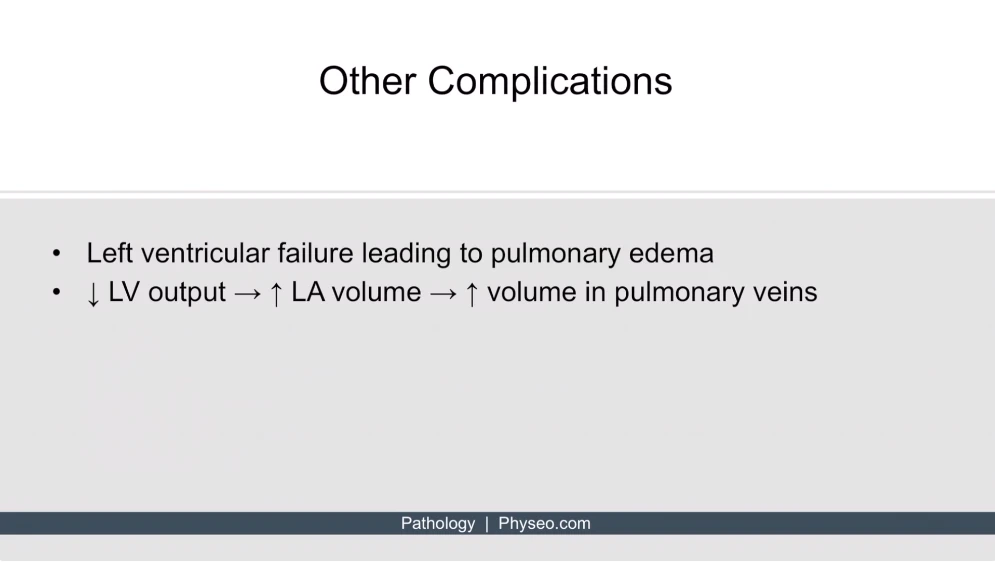 Other Complications
• Left ventricular failure leading to pulmonary edema
• ↓ LV output → ↑ LA volume → ↑ volume in pulmonary veins
Pathology | Physeo.com